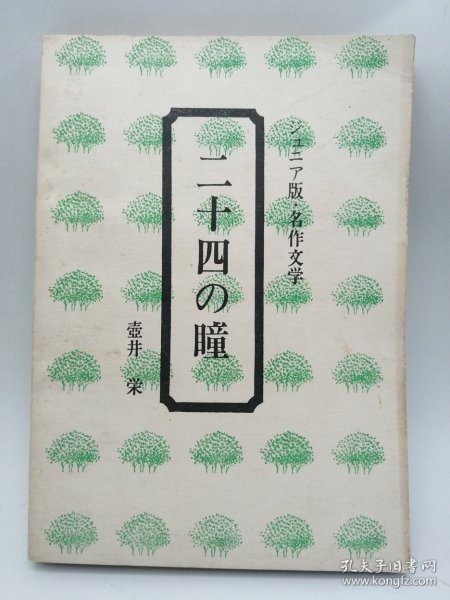 ジュニア版・名作文学
二十四の瞳
壺井 栄
孔夫子旧书网
www.kongfz.com